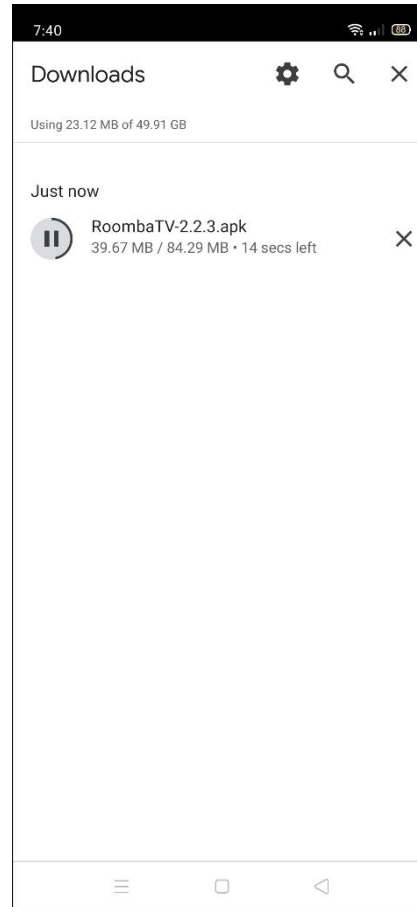 7:40
88
Downloads
Using 23.12 MB of 49.91 GB
Just now
RoombaTV-2.2.3.apk
39.67 MB / 84.29 MB • 14 secs left